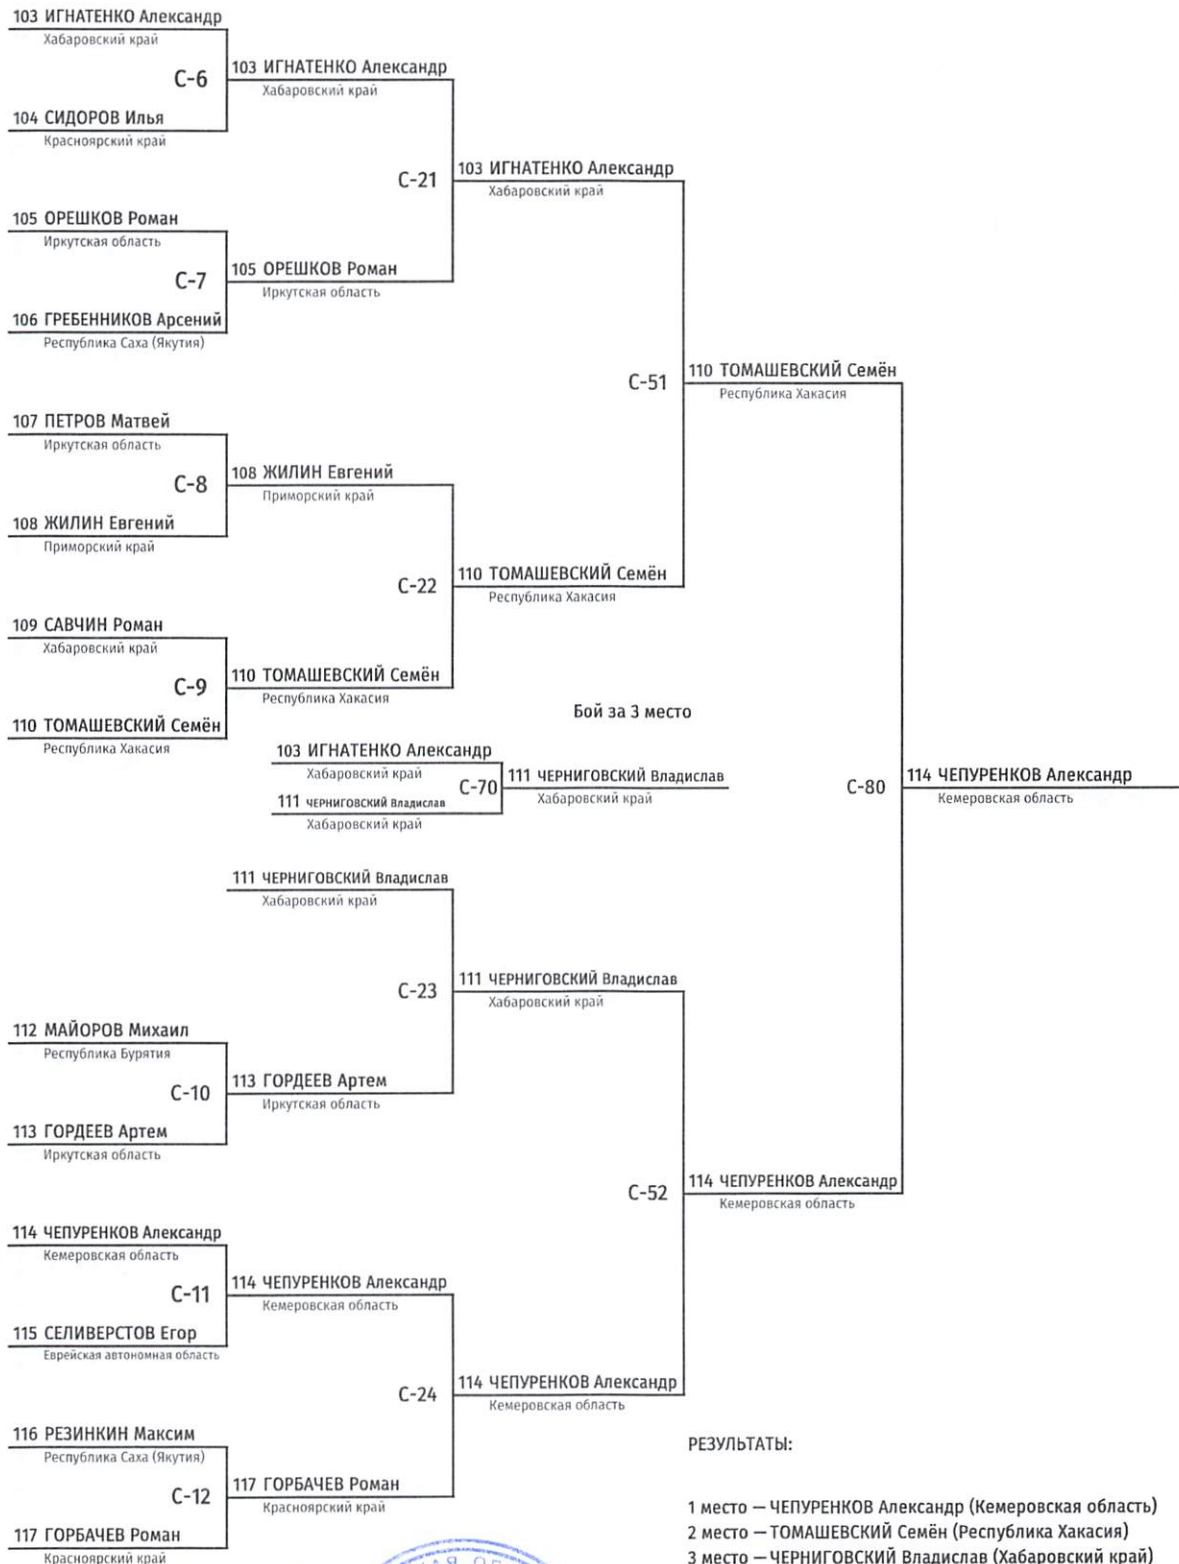 103 ИГНАТЕНКО Александр
Хабаровский край
С-6
103 ИГНАТЕНКО Александр
Хабаровский край
104 СИДОРОВ Илья
Красноярский край
С-21
103 ИГНАТЕНКО Александр
Хабаровский край
105 ОРЕШКОВ Роман
Иркутская область
С-7
105 ОРЕШКОВ Роман
Иркутская область
106 ГРЕБЕННИКОВ Арсений
Республика Саха (Якутия)
С-51
110 ТОМАШЕВСКИЙ Семён
Республика Хакасия
107 ПЕТРОВ Матвей
Иркутская область
С-8
108 ЖИЛИН Евгений
Приморский край
108 ЖИЛИН Евгений
Приморский край
С-22
110 ТОМАШЕВСКИЙ Семён
Республика Хакасия
109 САВЧИН Роман
Хабаровский край
С-9
110 ТОМАШЕВСКИЙ Семён
Республика Хакасия
110 ТОМАШЕВСКИЙ Семён
Республика Хакасия
Бой за 3 место
103 ИГНАТЕНКО Александр
Хабаровский край
С-70
111 ЧЕРНИГОВСКИЙ Владислав
Хабаровский край
111 ЧЕРНИГОВСКИЙ Владислав
Хабаровский край
С-80
114 ЧЕПУРЕНКОВ Александр
Кемеровская область
111 ЧЕРНИГОВСКИЙ Владислав
Хабаровский край
С-23
111 ЧЕРНИГОВСКИЙ Владислав
Хабаровский край
112 МАЙОРОВ Михаил
Республика Бурятия
С-10
113 ГОРДЕЕВ Артем
Иркутская область
113 ГОРДЕЕВ Артем
Иркутская область
С-52
114 ЧЕПУРЕНКОВ Александр
Кемеровская область
114 ЧЕПУРЕНКОВ Александр
Кемеровская область
С-11
114 ЧЕПУРЕНКОВ Александр
Кемеровская область
115 СЕЛИВЕРСТОВ Егор
Еврейская автономная область
С-24
114 ЧЕПУРЕНКОВ Александр
Кемеровская область
116 РЕЗИНКИН Максим
Республика Саха (Якутия)
С-12
117 ГОРБАЧЕВ Роман
Красноярский край
117 ГОРБАЧЕВ Роман
Красноярский край
РЕЗУЛЬТАТЫ:
1 место — ЧЕПУРЕНКОВ Александр (Кемеровская область)
2 место — ТОМАШЕВСКИЙ Семён (Республика Хакасия)
3 место — ЧЕРНИГОВСКИЙ Владислав (Хабаровский край)